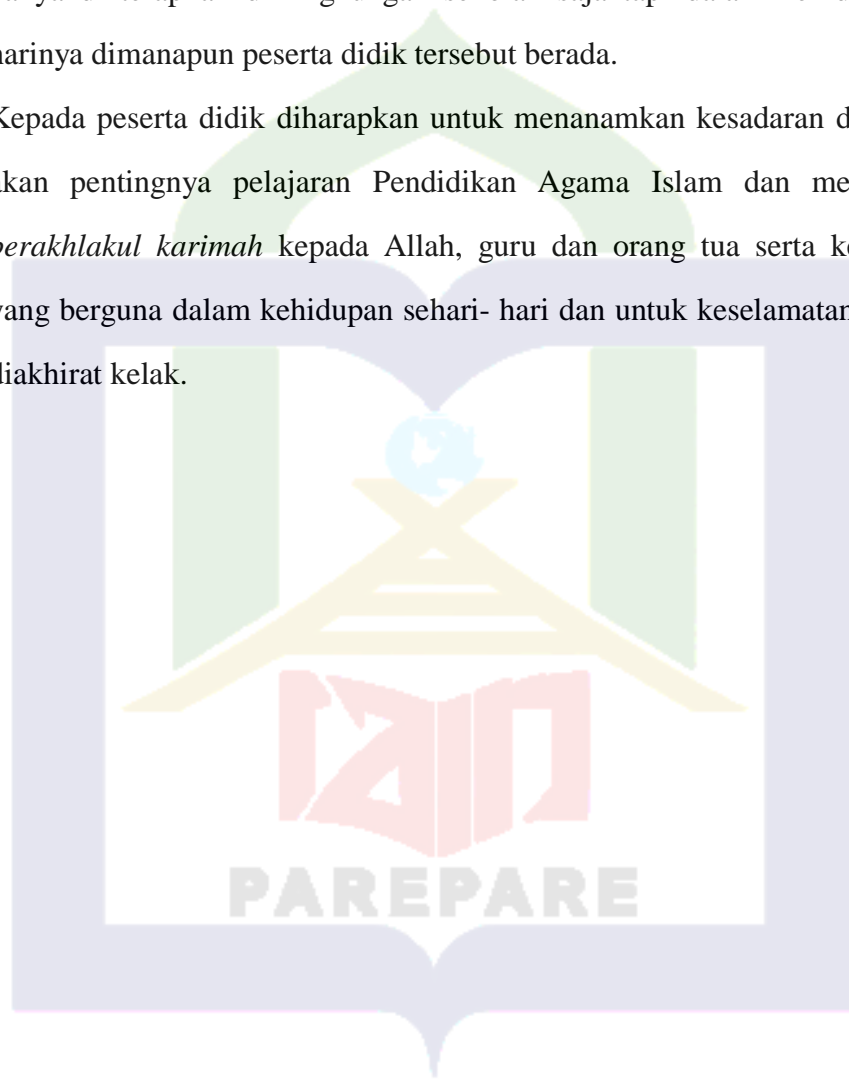 harinya dimanapun peserta didik tersebut berada.
Kepada peserta didik diharapkan untuk menanamkan kesadaran d
akan pentingnya pelajaran Pendidikan Agama Islam dan me
berakhlakul karimah kepada Allah, guru dan orang tua serta ke
yang berguna dalam kehidupan sehari- hari dan untuk keselamatan
diakhirat kelak.
IAIN
PAREPARE